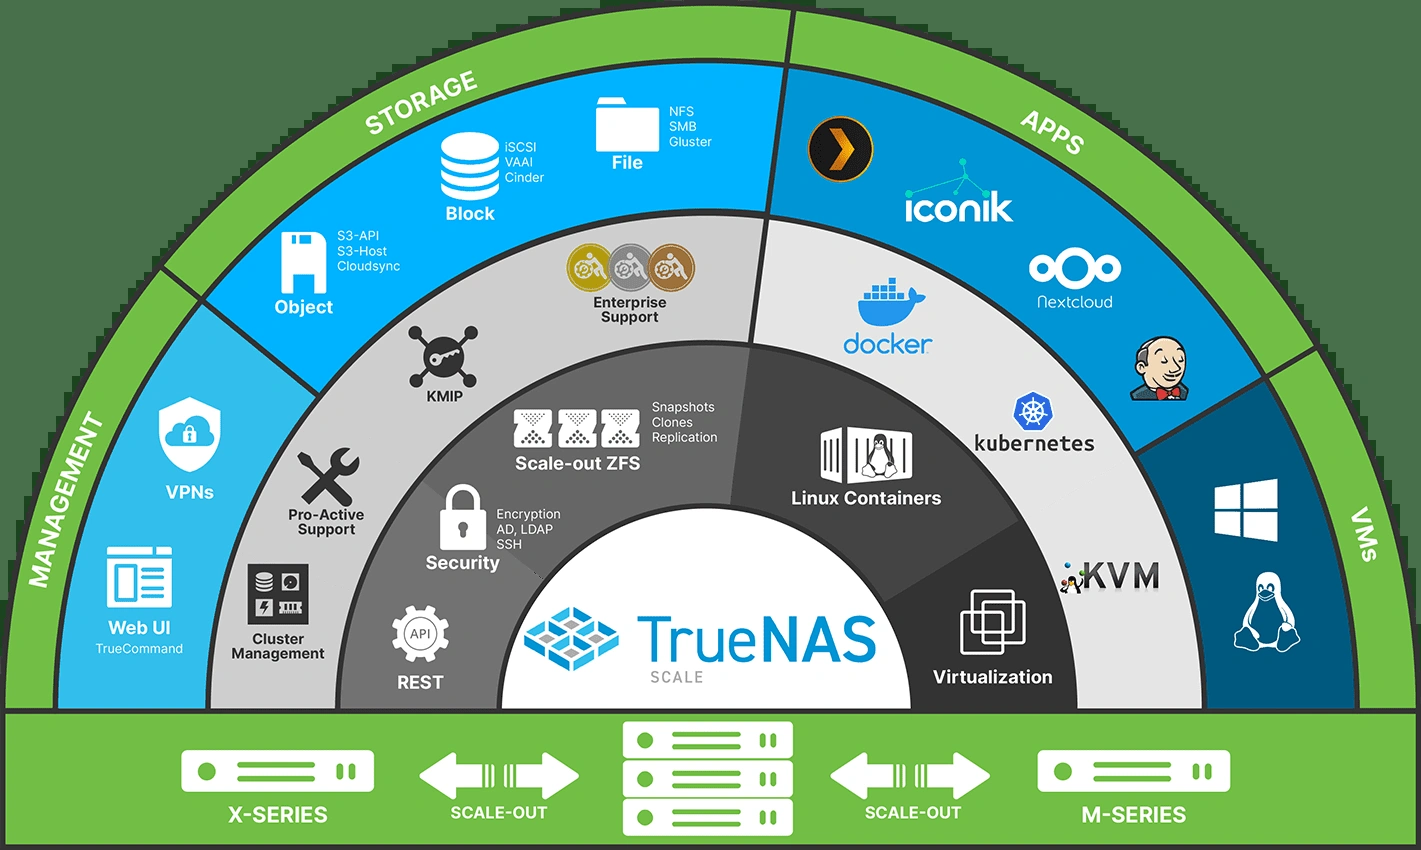 STORAGE
APPS
MANAGEMENT
VMs
NFS
SMB
Gluster
File
iSCSI
VAAI
Cinder
Block
S3-API
S3-Host
Cloudsync
Object
iconik
Nextcloud
VPNs
Web UI
TrueCommand
Enterprise
Support
KMIP
Pro-Active
Support
Cluster
Management
docker
kubernetes
KVM
Snapshots
Clones
Replication
Scale-out ZFS
Encryption
AD, LDAP
SSH
Security
API
REST
Linux Containers
Virtualization
TrueNAS
SCALE
X-SERIES
SCALE-OUT
SCALE-OUT
M-SERIES